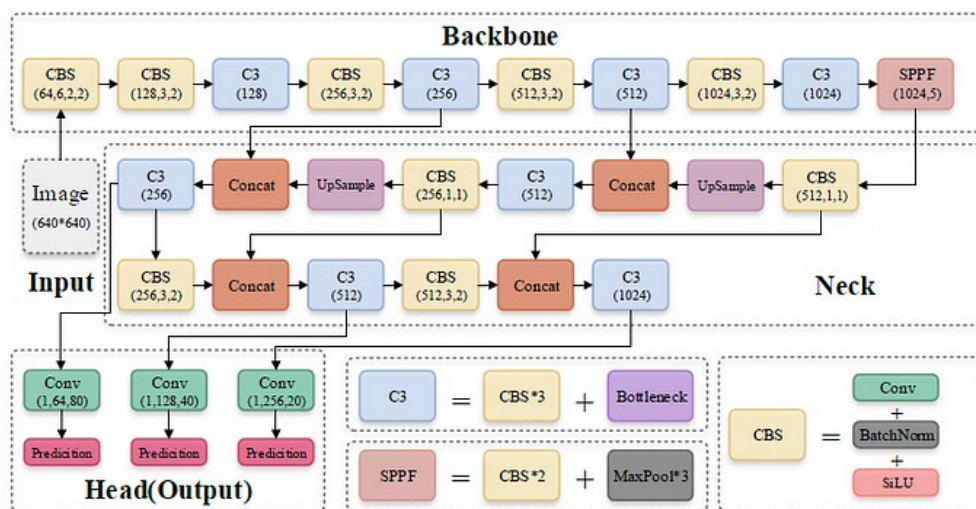 Backbone
CBS
(64,6,2,2)
CBS
(128,3,2)
C3
(128)
CBS
(256,3,2)
C3
(256)
CBS
(512,3,2)
C3
(512)
CBS
(1024,3,2)
C3
(1024)
SPPF
(1024,5)
Image
(640*640)
Input
C3
(256)
Concat
UpSample
CBS
(256,1,1)
C3
(512)
Concat
UpSample
CBS
(512,1,1)
CBS
(256,3,2)
Concat
C3
(512)
CBS
(512,3,2)
Concat
C3
(1024)
Neck
Conv
(1,64,80)
Conv
(1,128,40)
Conv
(1,256,20)
Predicition
Predicition
Predicition
Head(Output)
C3
=
CBS*3
+
Bottleneck
SPPF
=
CBS*2
+
MaxPool*3
CBS
=
Conv
+
BatchNorm
+
SiLU